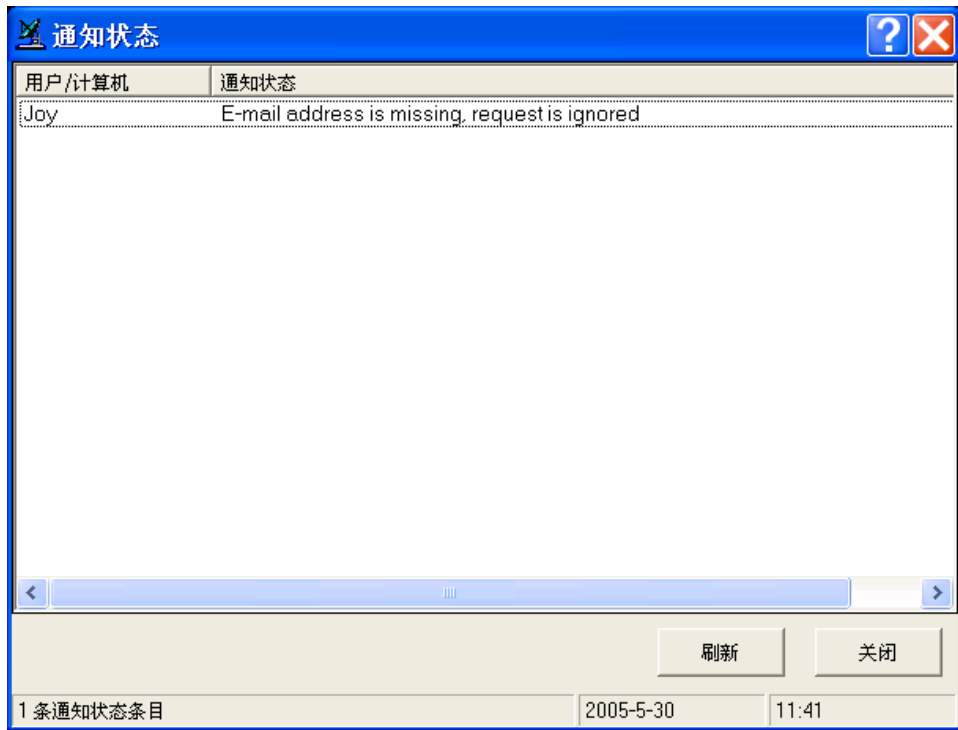 通知状态
用户/计算机 通知状态
Joy E-mail address is missing, request is ignored
刷新 关闭
1 条通知状态条目 2005-5-30 11:41